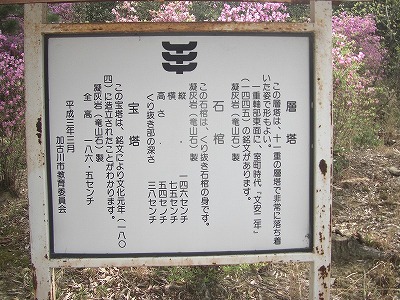 層塔
この層塔は、十一重の層塔で非常に落ち着
いた姿で形もよい。
一重軸部東面に、室町時代「文安二年」
(一四四五)の銘文があります。
凝灰岩(竜山石)製
石棺
この石棺は、くり抜き石棺の身です。
凝灰岩(竜山石)製
縦 一四六センチ
横 七五センチ
高さ 五四センチ
くり抜き部の深さ 三八センチ
宝塔
この宝塔は、銘文により文化元年(一八〇
四)に造立されたことがわかります。
凝灰岩(竜山石)製
全高 一八六・五センチ
平成三年三月
加古川市教育委員会